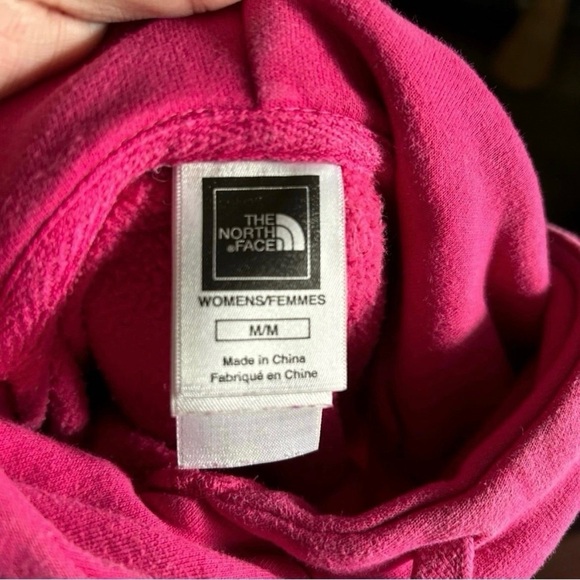 THE
NORTH
FACE
WOMENS/FEMMES
M/M
Made in China
Fabriqué en Chine